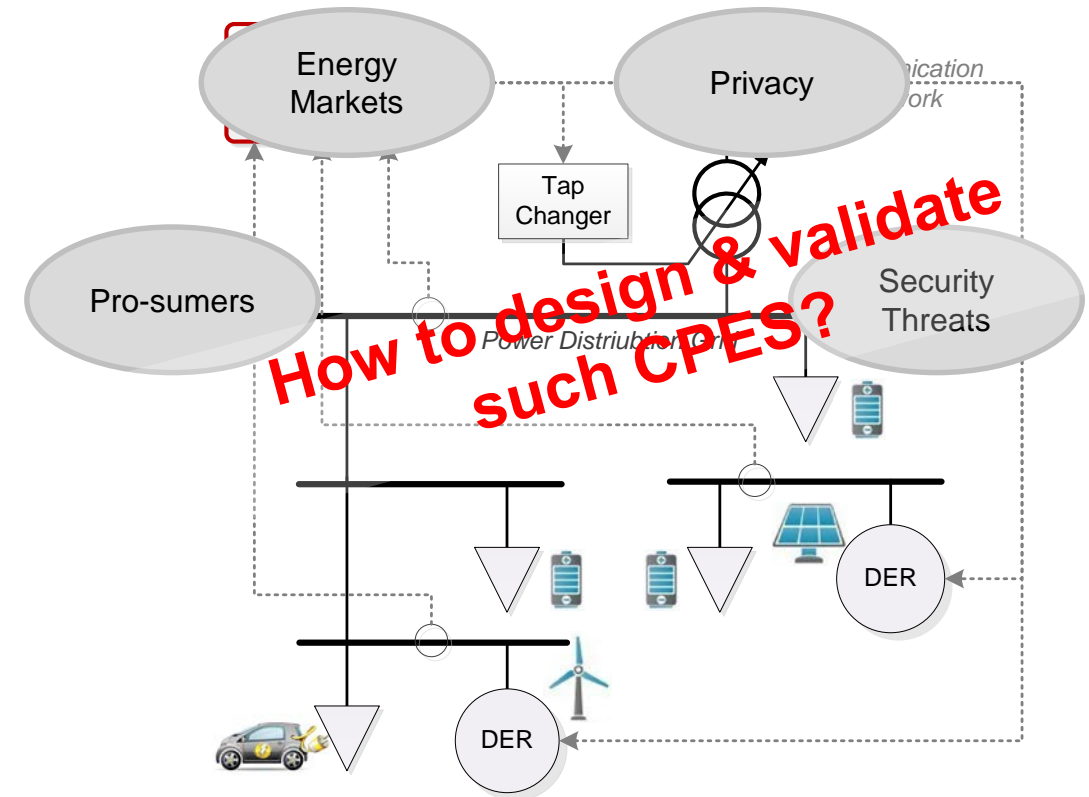 Energy
Markets
Privacy
Tap
Changer
How to design & validate
such CPES?
Pro-sumers
Security
Threats
Power Distriubtion Grid
DER
DER